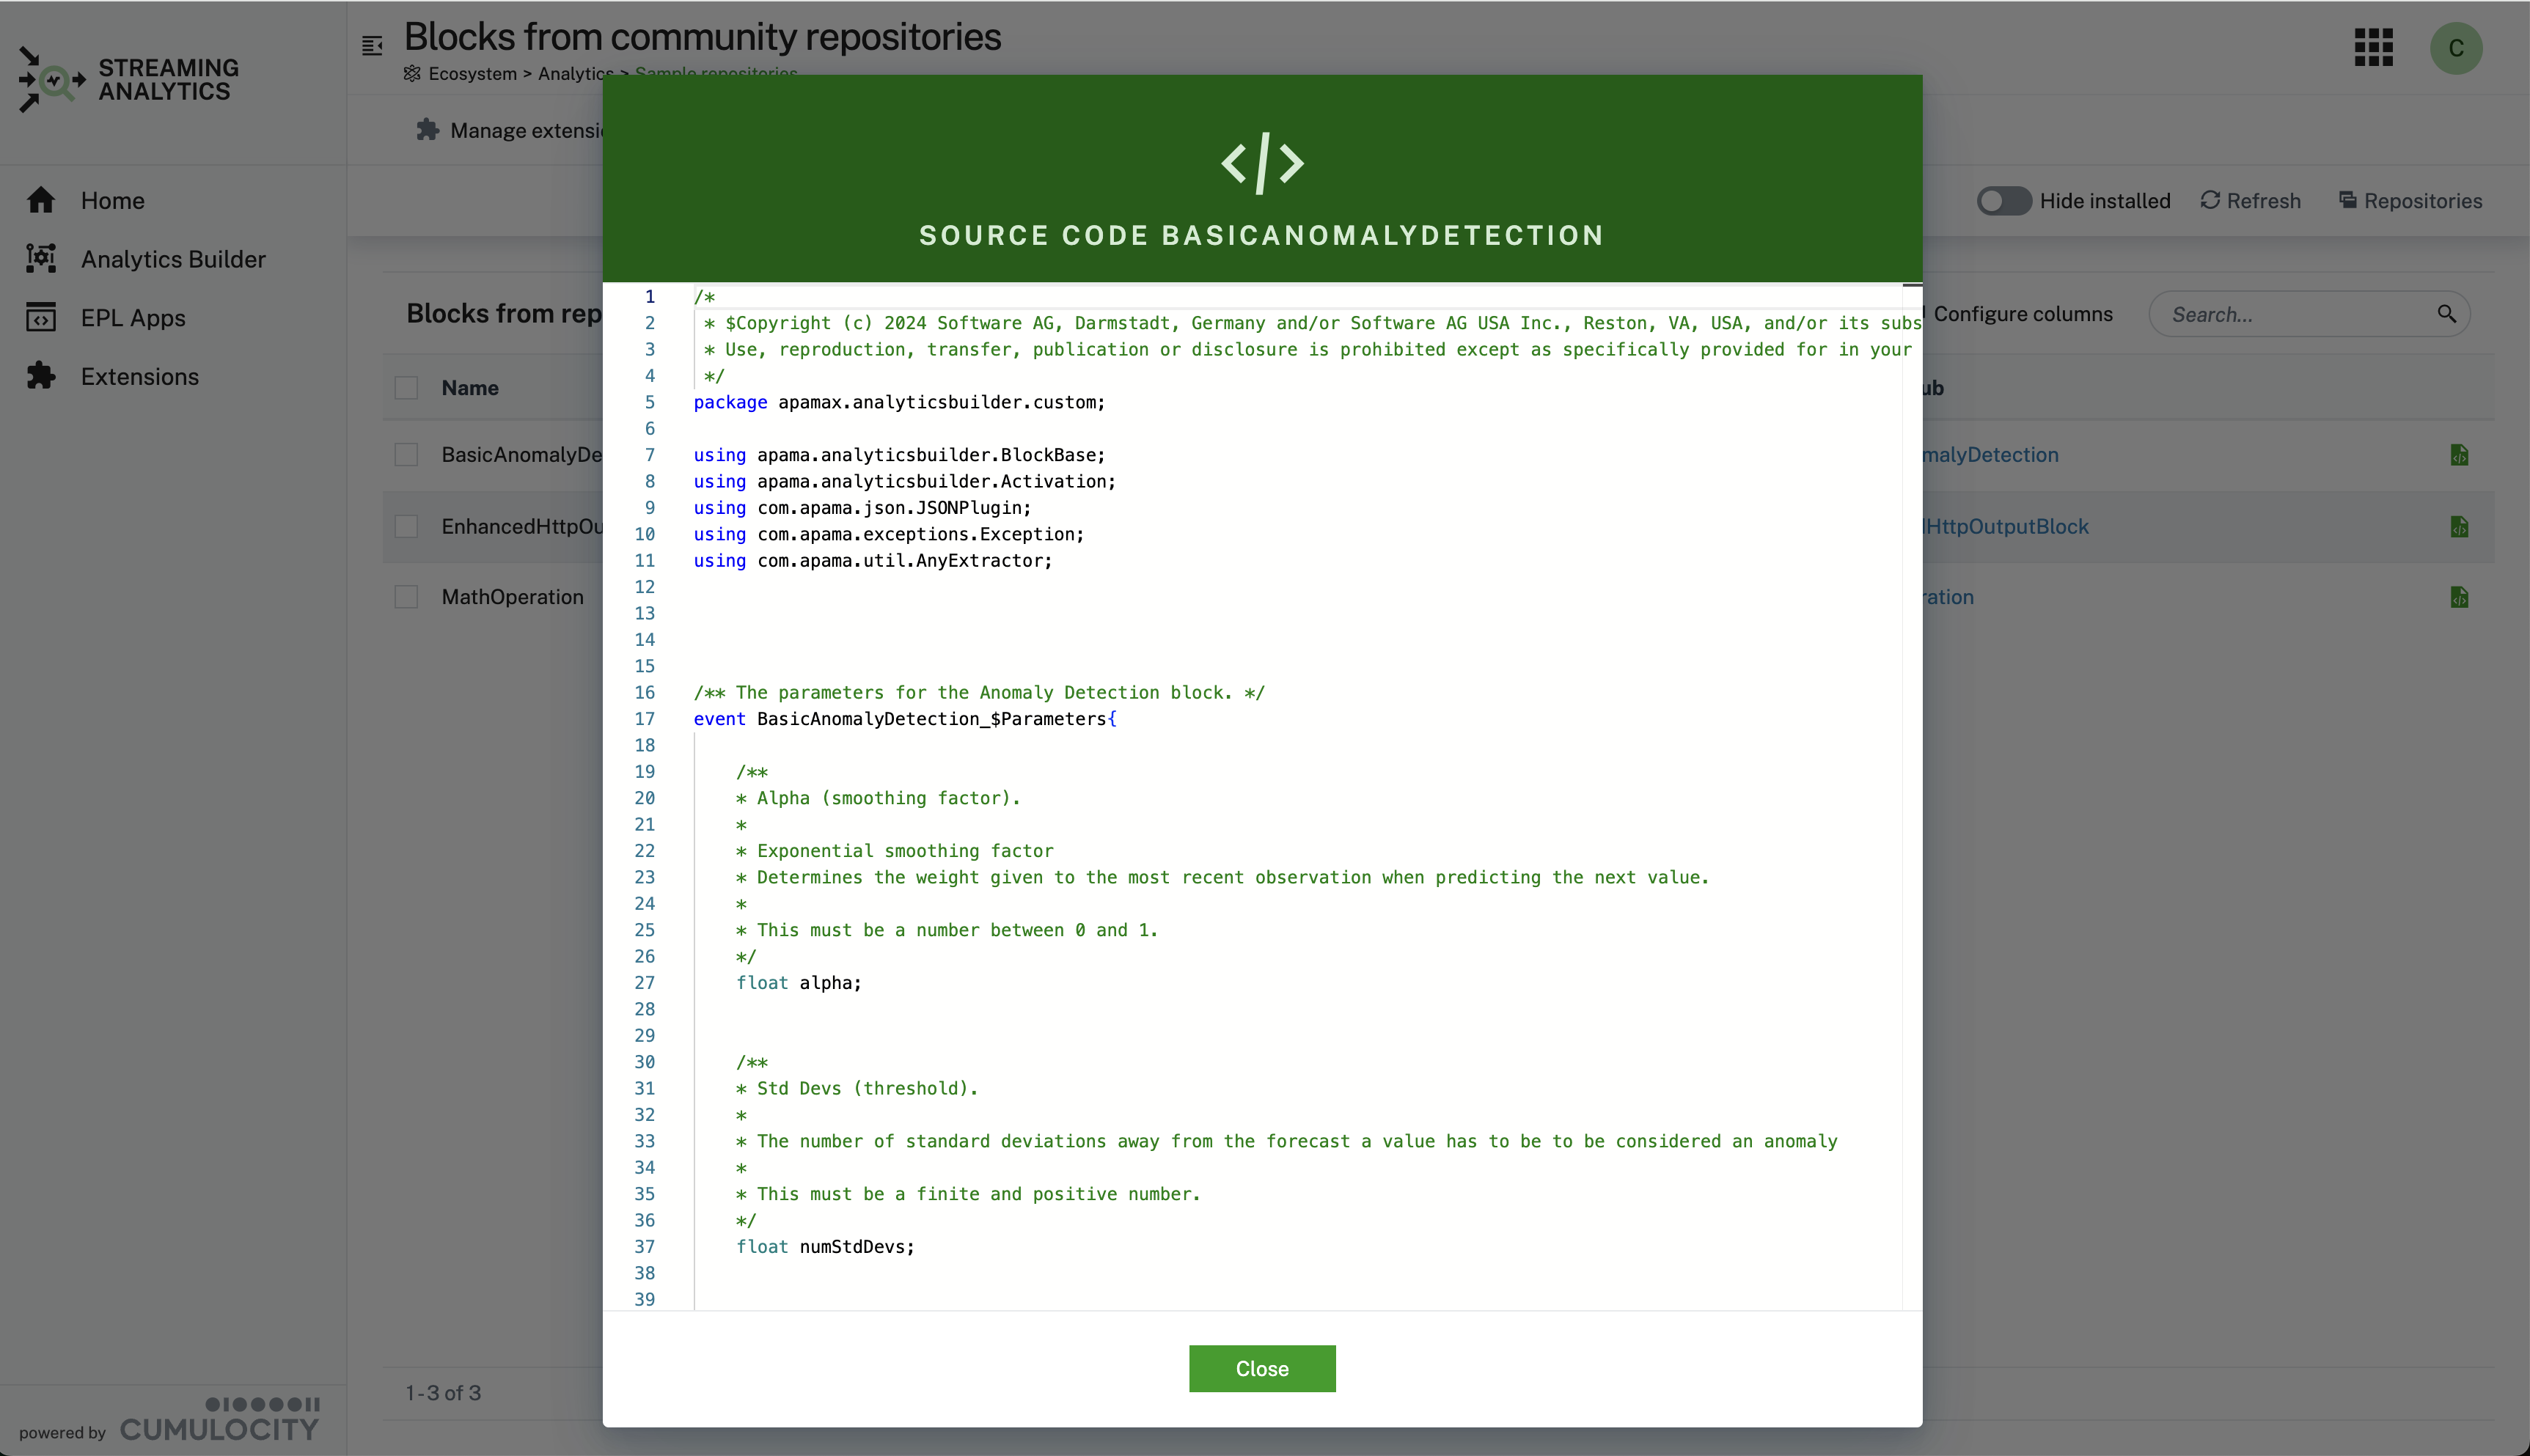 STREAMING
ANALYTICS
Home
Analytics Builder
EPL Apps
Extensions
powered by CUMULOCITY
Blocks from community repositories
Ecosystem > Analytics > Sample repositories
Manage extensi
Hide installed
Refresh
Repositories
C
Blocks from rep
Configure columns
Search...
Name
BasicAnomalyDe
malyDetection
EnhancedHttpOu
HttpOutputBlock
MathOperation
ration
1-3 of 3
SOURCE CODE BASICANOMALYDETECTION
1 /*
2 * $Copyright (c) 2024 Software AG, Darmstadt, Germany and/or Software AG USA Inc., Reston, VA, USA, and/or its subs
3 * Use, reproduction, transfer, publication or disclosure is prohibited except as specifically provided for in your
4 */
5 package apamax.analyticsbuilder.custom;
6
7 using apama.analyticsbuilder.BlockBase;
8 using apama.analyticsbuilder.Activation;
9 using com.apama.json.JSONPlugin;
10 using com.apama.exceptions.Exception;
11 using com.apama.util.AnyExtractor;
12
13
14
15
16 /** The parameters for the Anomaly Detection block. */
17 event BasicAnomalyDetection_$Parameters{
18
19 /**
20 * Alpha (smoothing factor).
21 *
22 * Exponential smoothing factor
23 * Determines the weight given to the most recent observation when predicting the next value.
24 *
25 * This must be a number between 0 and 1.
26 */
27 float alpha;
28
29
30 /**
31 * Std Devs (threshold).
32 *
33 * The number of standard deviations away from the forecast a value has to be to be considered an anomaly
34 *
35 * This must be a finite and positive number.
36 */
37 float numStdDevs;
38
39
Close